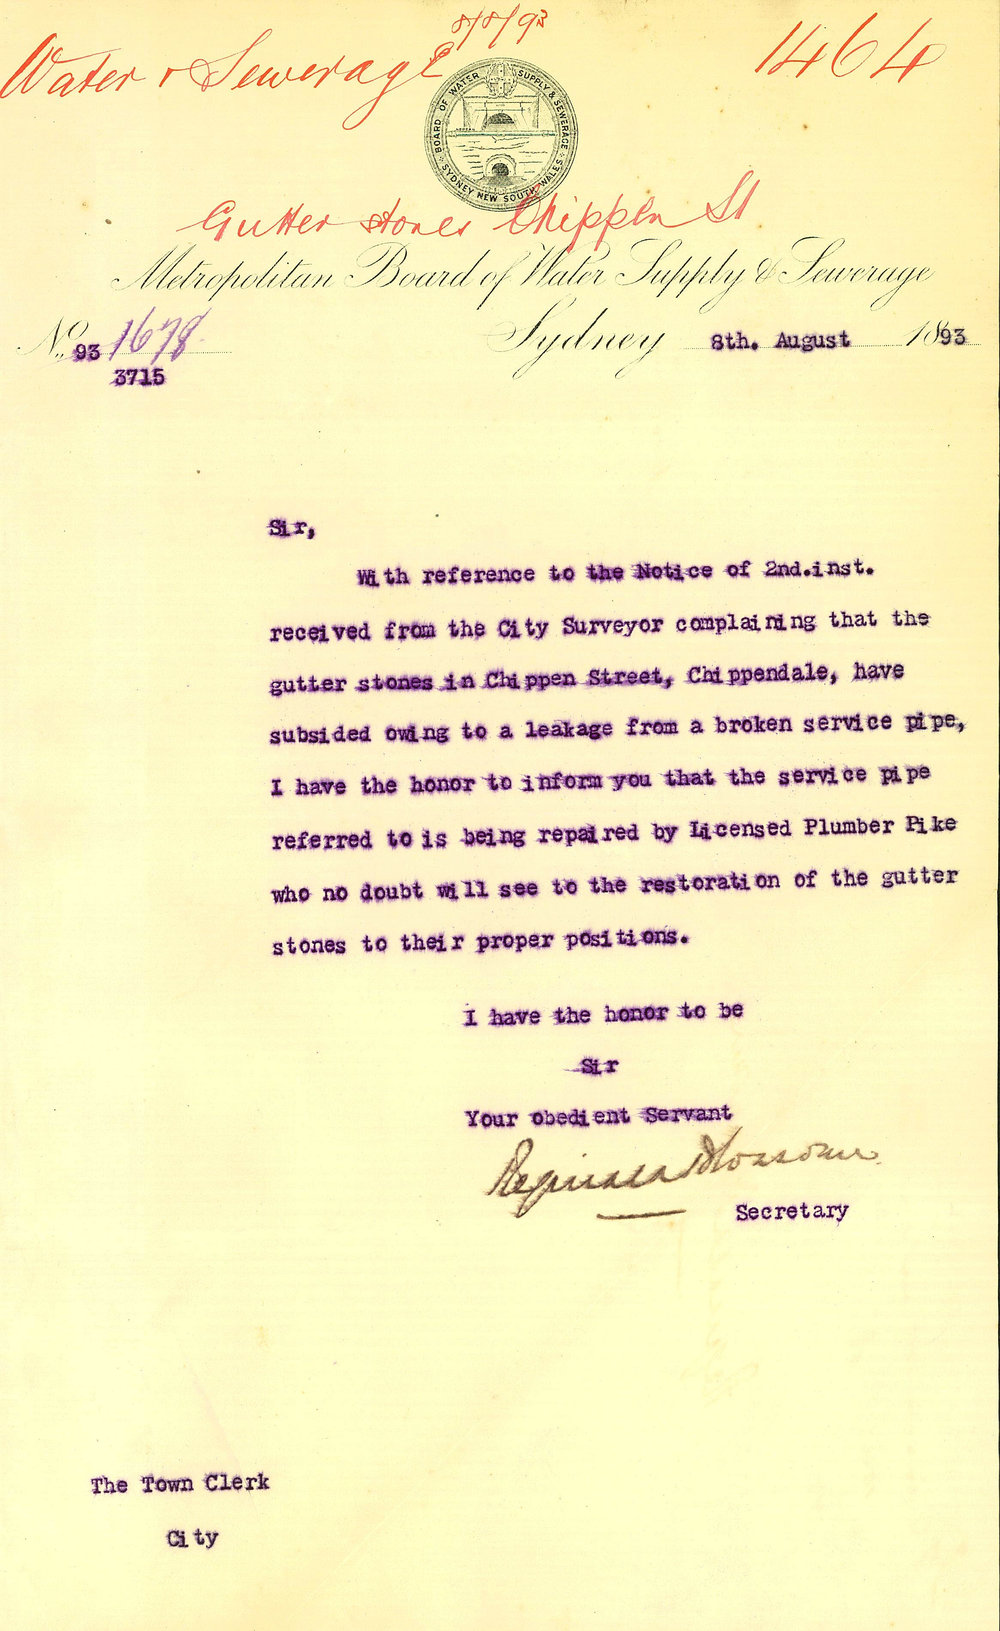 8/8/93
Water & Sewerage
1464
BOARD OF WATER SUPPLY & SEWERAGE
SYDNEY NEW SOUTH WALES
Gutter stones Chippen St
Metropolitan Board of Water Supply & Sewerage
No. 93 1678
3715
Sydney 8th. August 1893
Sir,
With reference to the Notice of 2nd.inst.
received from the City Surveyor complaining that the
gutter stones in Chippen Street, Chippendale, have
subsided owing to a leakage from a broken service pipe,
I have the honor to inform you that the service pipe
referred to is being repaired by Licensed Plumber Pike
who no doubt will see to the restoration of the gutter
stones to their proper positions.
I have the honor to be
Sir
Your obedient Servant
Reginald
Secretary
The Town Clerk
City